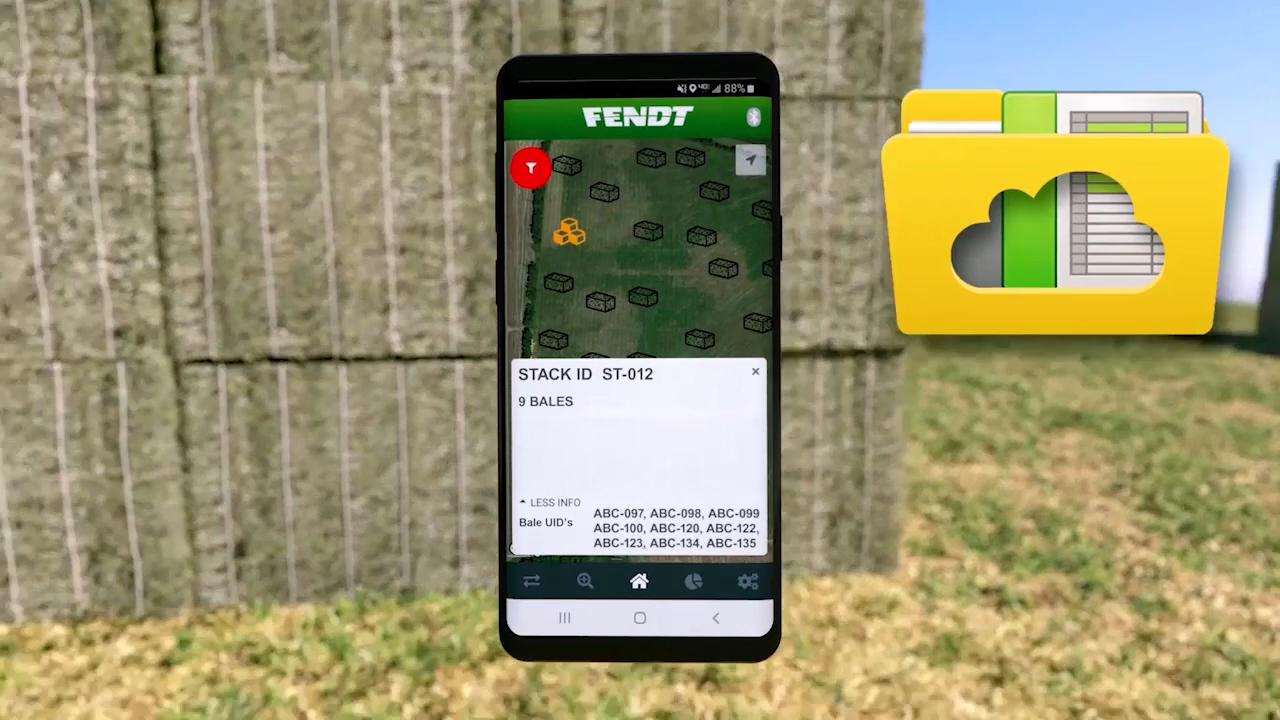 88%
FENDT
STACK ID ST-012
9 BALES
LESS INFO
Bale UID's
ABC-097, ABC-098, ABC-099
ABC-100, ABC-120, ABC-122,
ABC-123, ABC-134, ABC-135